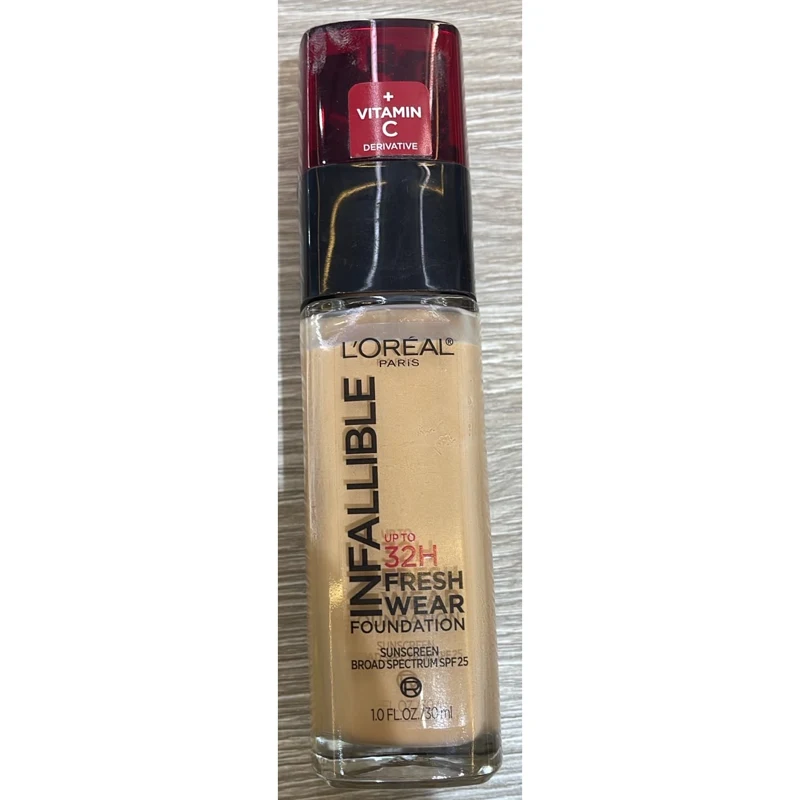 +
VITAMIN
C
DERIVATIVE
L'ORÉAL®
PARIS
INFALLIBLE
UP TO
32H
FRESH
WEAR
FOUNDATION
SUNSCREEN
BROAD SPECTRUM SPF 25
R
1.0 FL.OZ./30 ml